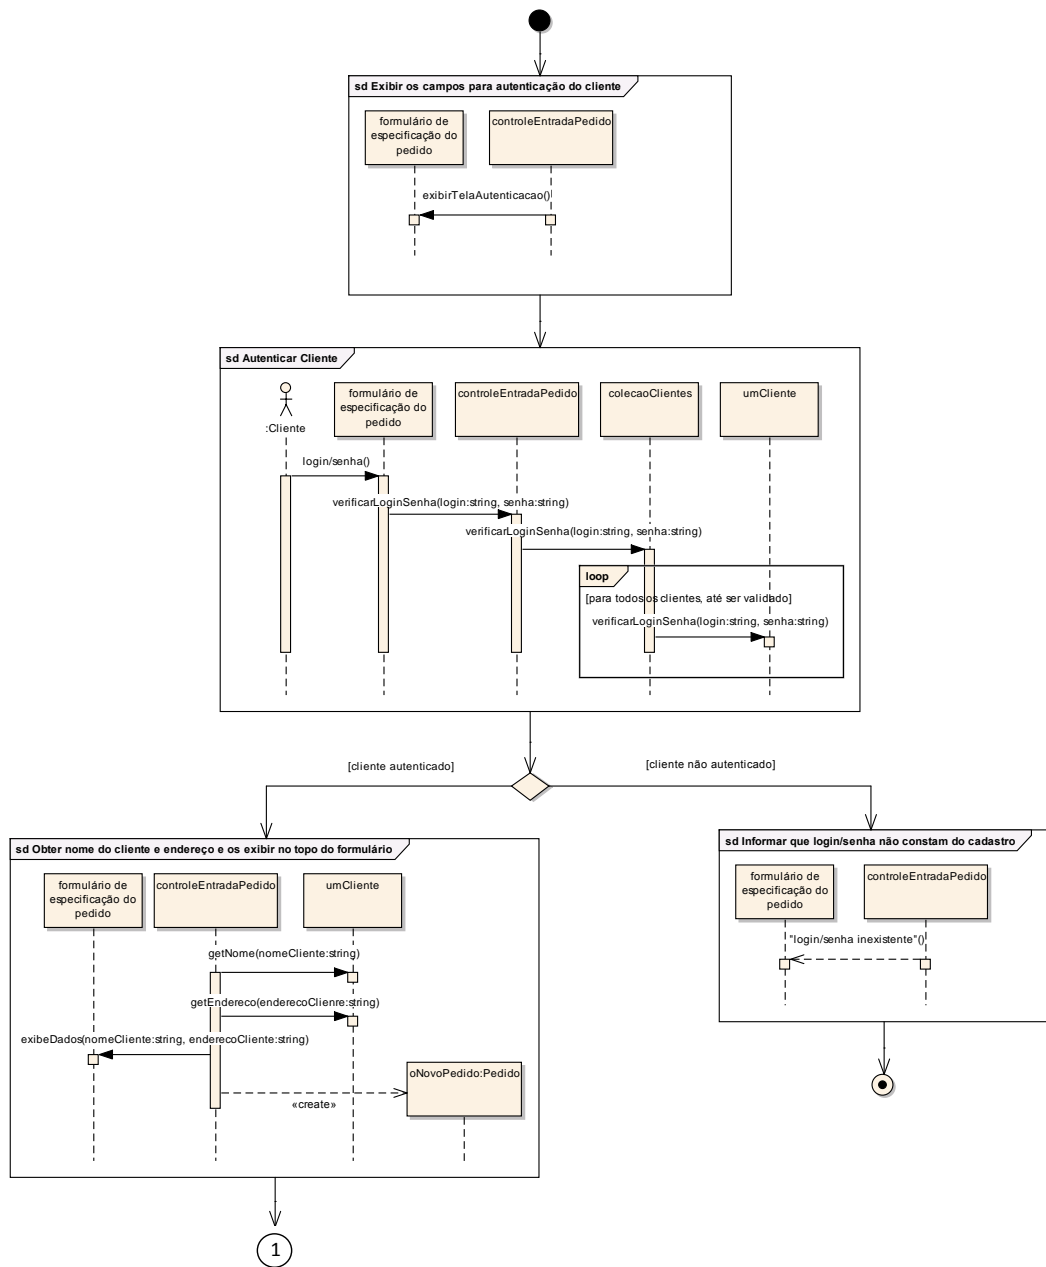 sd Exibir os campos para autenticação do cliente
formulário de
especificação do
pedido
controleEntradaPedido
exibirTelaAutenticacao()
sd Autenticar Cliente
:Cliente
formulário de
especificação do
pedido
controleEntradaPedido
colecaoClientes
umCliente
login/senha()
verificarLoginSenha(login:string, senha:string)
verificarLoginSenha(login:string, senha:string)
loop
[para todos os clientes, até ser validado]
verificarLoginSenha(login:string, senha:string)
[cliente autenticado]
[cliente não autenticado]
sd Obter nome do cliente e endereço e os exibir no topo do formulário
formulário de
especificação do
pedido
controleEntradaPedido
umCliente
getNome(nomeCliente:string)
getEndereco(enderecoClienre:string)
exibeDados(nomeCliente:string, enderecoCliente:string)
oNovoPedido:Pedido
«create»
1
sd Informar que login/senha não constam do cadastro
formulário de
especificação do
pedido
controleEntradaPedido
"login/senha inexistente"()